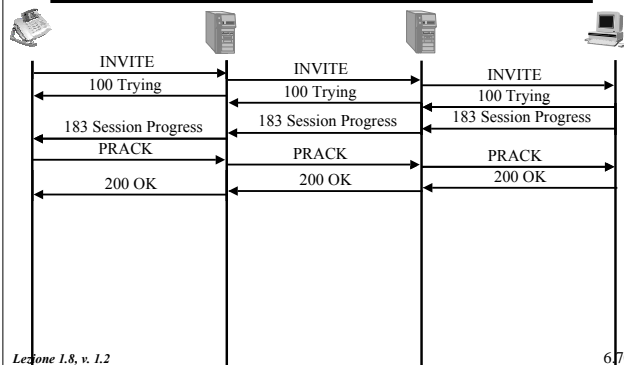 INVITE
INVITE
INVITE
100 Trying
100 Trying
100 Trying
183 Session Progress
183 Session Progress
183 Session Progress
PRACK
PRACK
PRACK
200 OK
200 OK
200 OK
Lezione 1.8, v. 1.2
6.7